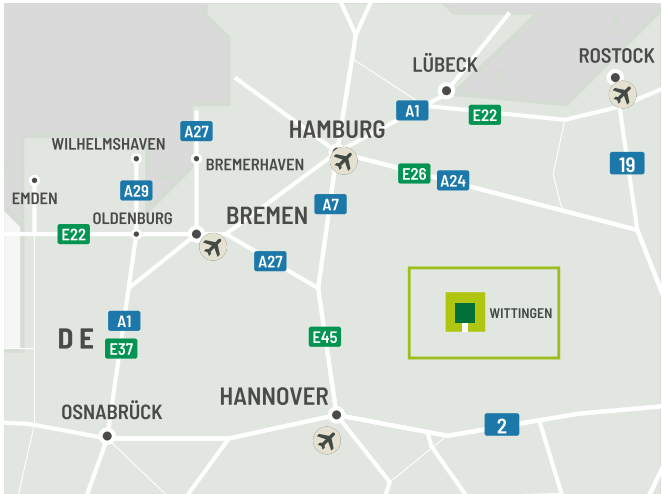 ROSTOCK
LÜBECK
A1
E22
A27
HAMBURG
WILHELMSHAVEN
BREMERHAVEN
19
E26
A24
A29
EMDEN
A7
OLDENBURG
BREMEN
E22
A27
WITTINGEN
A1
DE
E37
E45
HANNOVER
OSNABRÜCK
2